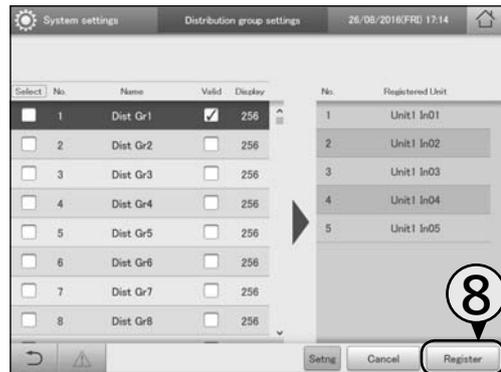 System settings Distribution group settings 26/08/2016(FRI) 17:14
Select No. Name Valid Display No. Registered Unit
1 Dist Gr1 256 1 Unit1 In01
2 Dist Gr2 256 2 Unit1 In02
3 Dist Gr3 256 3 Unit1 In03
4 Dist Gr4 256 4 Unit1 In04
5 Dist Gr5 256 5 Unit1 In05
6 Dist Gr6 256
7 Dist Gr7 256
8 Dist Gr8 256
8
Setng Cancel Register